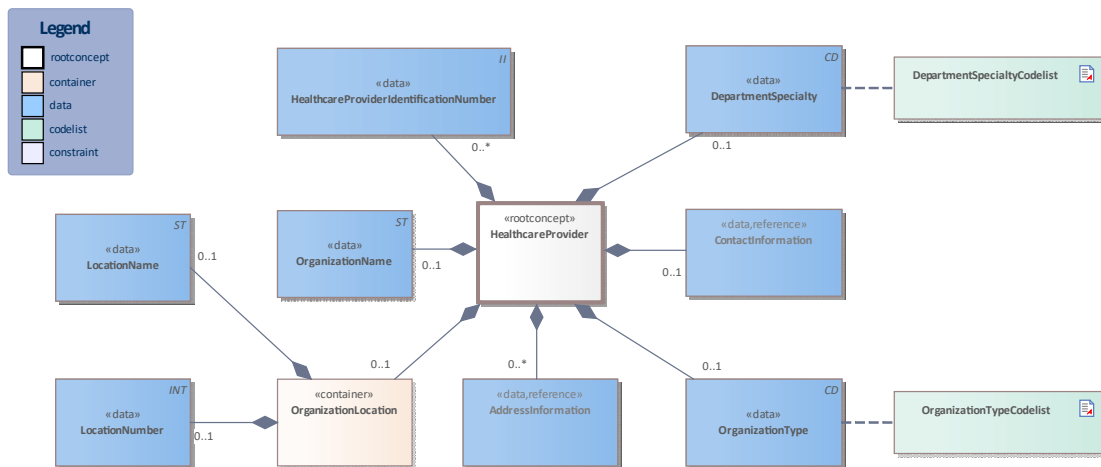 Legend
rootconcept
container
data
codelist
constraint
II
«data»
HealthcareProviderIdentificationNumber
0..*
CD
«data»
DepartmentSpecialty
0..1
DepartmentSpecialtyCodelist
ST
«data»
LocationName
0..1
ST
«data»
OrganizationName
0..1
«rootconcept»
HealthcareProvider
«data,reference»
ContactInformation
0..1
INT
«data»
LocationNumber
0..1
0..1
«container»
OrganizationLocation
0..*
«data,reference»
AddressInformation
0..1
CD
«data»
OrganizationType
OrganizationTypeCodelist